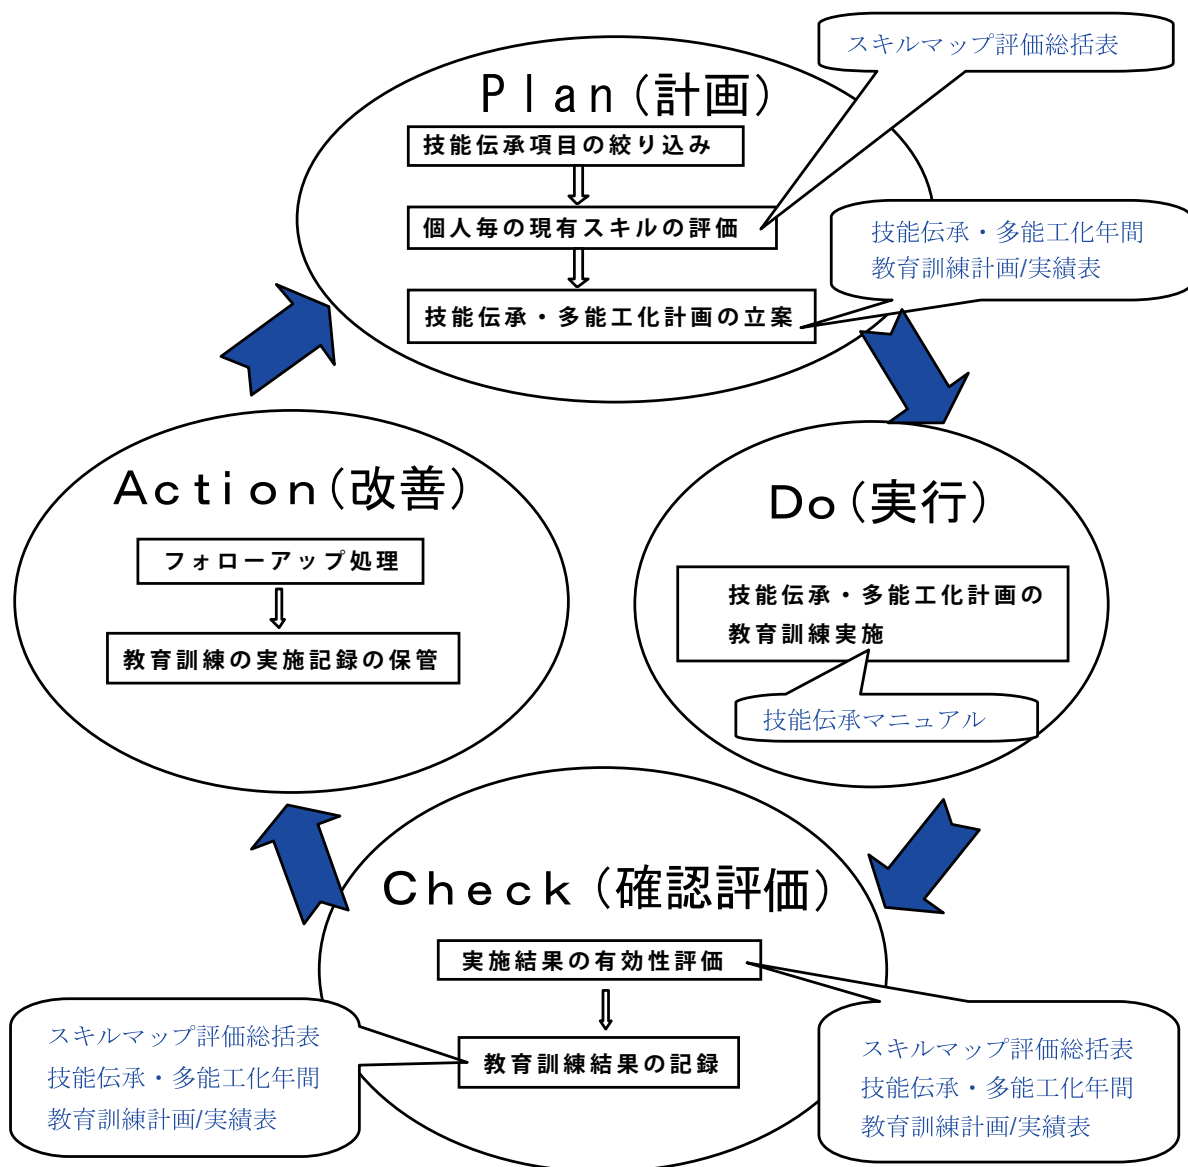 スキルマップ評価総括表
Plan(計画)
技能伝承項目の絞り込み
個人毎の現有スキルの評価
技能伝承・多能工化年間
教育訓練計画/実績表
技能伝承・多能工化計画の立案
Action(改善)
フォローアップ処理
教育訓練の実施記録の保管
Do(実行)
技能伝承・多能工化計画の
教育訓練実施
技能伝承マニュアル
Check(確認評価)
実施結果の有効性評価
教育訓練結果の記録
スキルマップ評価総括表
技能伝承・多能工化年間
教育訓練計画/実績表
スキルマップ評価総括表
技能伝承・多能工化年間
教育訓練計画/実績表